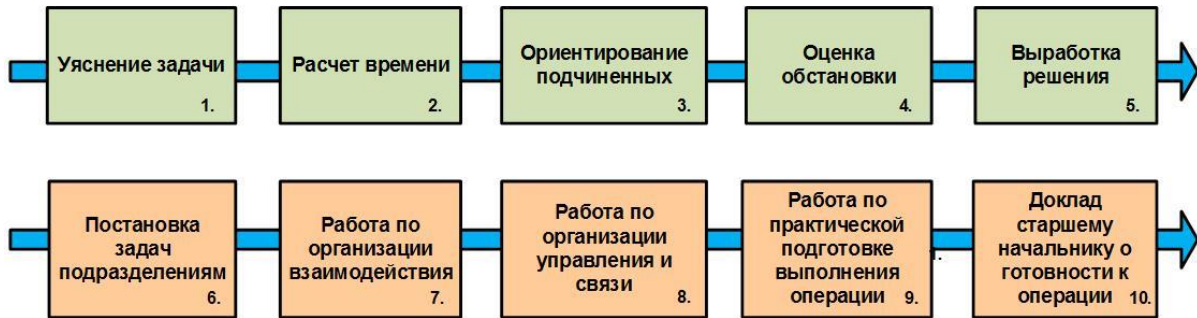 Уяснение задачи
1.
Расчет времени
2.
Ориентирование
подчиненных
3.
Оценка
обстановки
4.
Выработка
решения
5.
Постановка
задач
подразделениям
6.
Работа по
организации
взаимодействия
7.
Работа по
организации
управления и
связи
8.
Работа по
практической
подготовке
выполнения
операции
9.
Доклад
старшему
начальнику о
готовности к
операции
10.